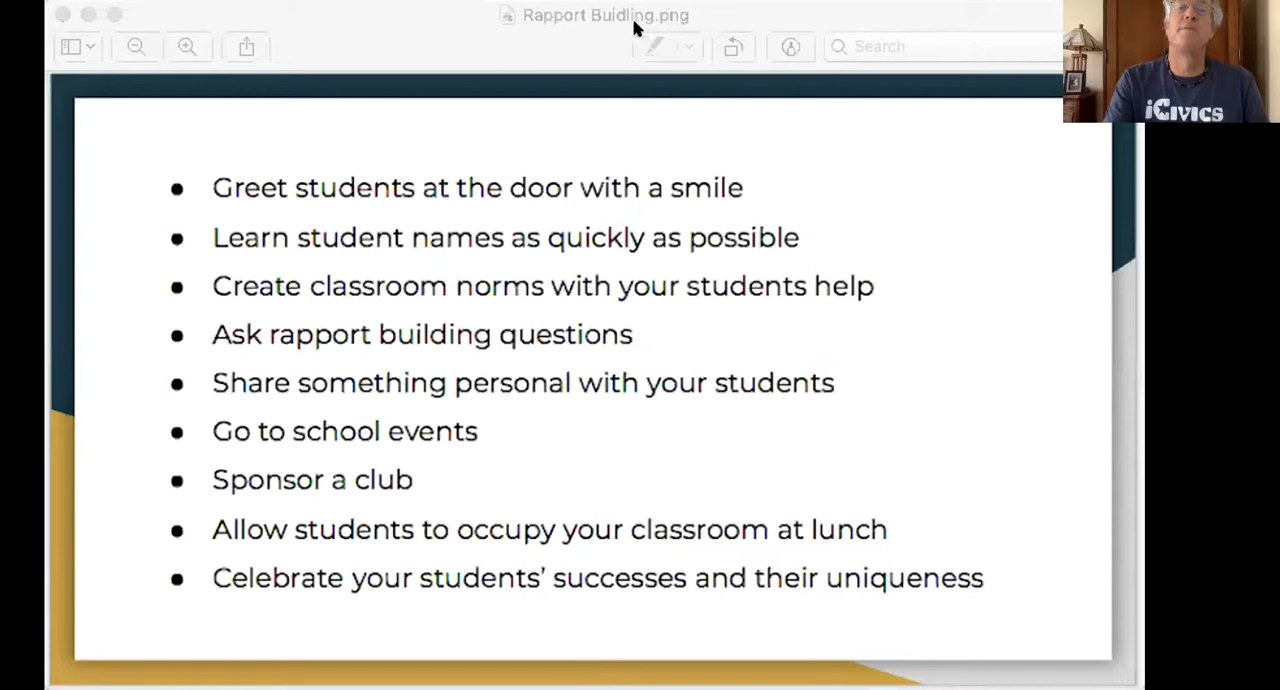 Rapport Buidling.png
Search
iCIVICS
● Greet students at the door with a smile
● Learn student names as quickly as possible
● Create classroom norms with your students help
● Ask rapport building questions
● Share something personal with your students
● Go to school events
● Sponsor a club
● Allow students to occupy your classroom at lunch
● Celebrate your students’ successes and their uniqueness